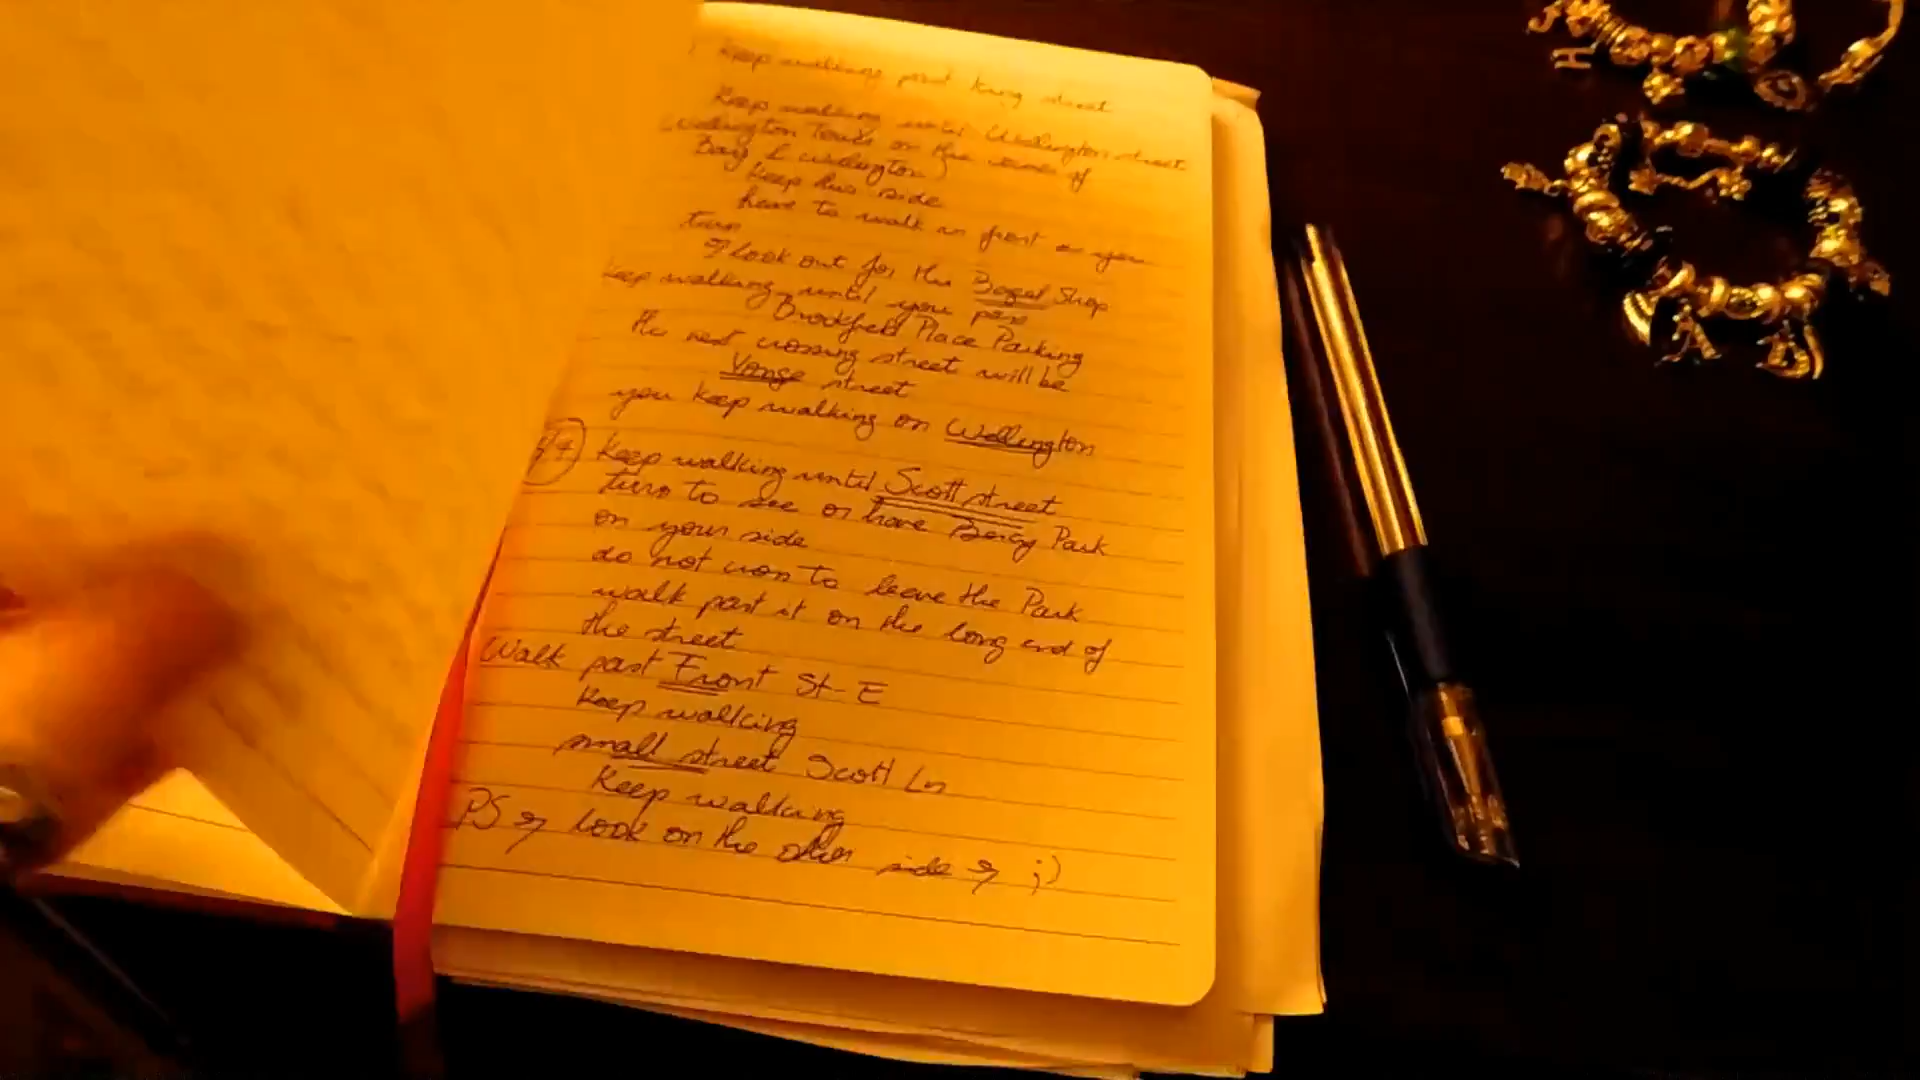 Keep walking past King street
Keep walking until Wellington street
Wellington Tower on the corner of
Bay & Wellington)
Keep this side
have to walk in front or you
turn
Look out for the Bagel Shop
Keep walking until you pass
Brookfield Place Parking
the next crossing street will be
Yonge street
you keep walking on Wellington
Keep walking until Scott street
turn to see or have Berczy Park
on your side
do not cross to leave the Park
walk past it on the long end of
the street
Walk past Front St-E
Keep walking
small street Scott Ln
Keep walking
PS → look on the other side → ;)